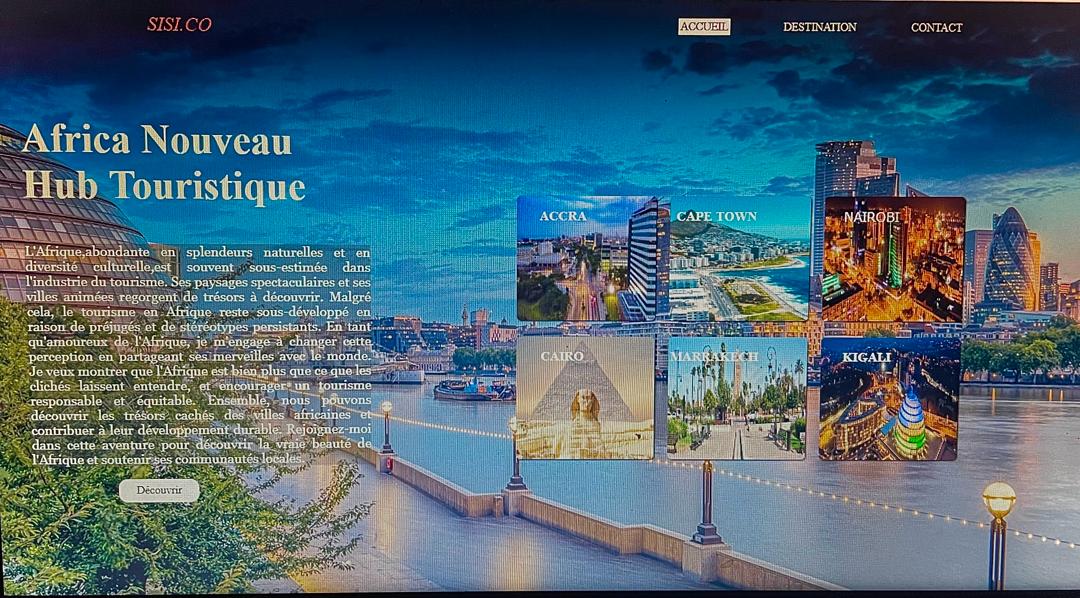 SISI.CO
ACCUEIL
DESTINATION
CONTACT
Africa Nouveau
Hub Touristique
L'Afrique,abondante en splendeurs naturelles et en
diversité culturelle,est souvent sous-estimée dans
l'industrie du tourisme. Ses paysages spectaculaires et ses
villes animées regorgent de trésors à découvrir. Malgré
cela, le tourisme en Afrique reste sous-développé en
raison de préjugés et de stéréotypes persistants. En tant
qu'amoureux de l'Afrique, je m'engage à changer cette
perception en partageant ses merveilles avec le monde.
Je veux montrer que l'Afrique est bien plus que ce que les
clichés laissent entendre, et encourager un tourisme
responsable et équitable. Ensemble, nous pouvons
découvrir les trésors cachés des villes africaines et
contribuer à leur développement durable. Rejoignez-moi
dans cette aventure pour découvrir la vraie beauté de
l'Afrique et soutenir ses communautés locales.
Découvrir
ACCRA
CAPE TOWN
NAIROBI
CAIRO
MARRAKECH
KIGALI